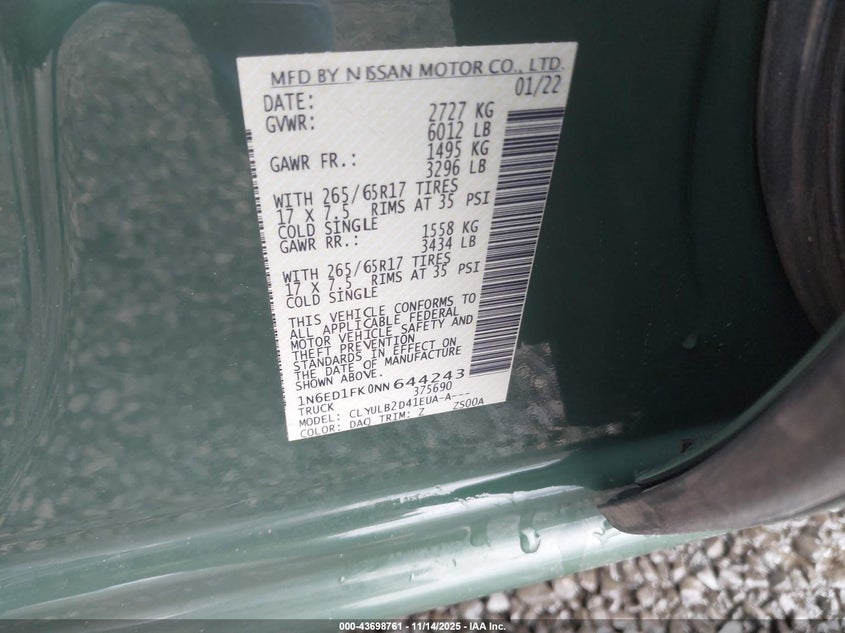 MFD BY NISSAN MOTOR CO., LTD.
DATE: 01/22
GVWR: 2727 KG
6012 LB
GAWR FR.: 1495 KG
3296 LB
WITH 265/65R17 TIRES
17 X 7.5 RIMS AT 35 PSI
COLD SINGLE
GAWR RR.: 1558 KG
3434 LB
WITH 265/65R17 TIRES
17 X 7.5 RIMS AT 35 PSI
COLD SINGLE
THIS VEHICLE CONFORMS TO
ALL APPLICABLE FEDERAL
MOTOR VEHICLE SAFETY AND
THEFT PREVENTION
STANDARDS IN EFFECT ON
THE DATE OF MANUFACTURE
SHOWN ABOVE.
1N6ED1FK0NN644243
TRUCK 375690
MODEL: CLYULB2D41EUA-A---
COLOR: DAQ TRIM: Z ZS00A
000-43698761 - 11/14/2025 - IAA Inc.